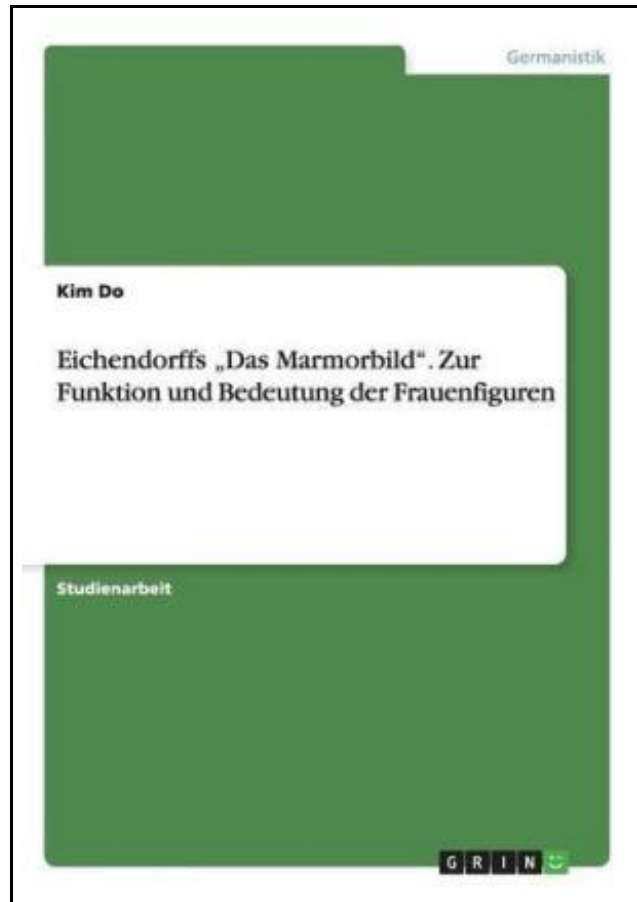 Germanistik
Kim Do
Eichendorffs „Das Marmorbild“. Zur
Funktion und Bedeutung der Frauenfiguren
Studienarbeit
GRIN